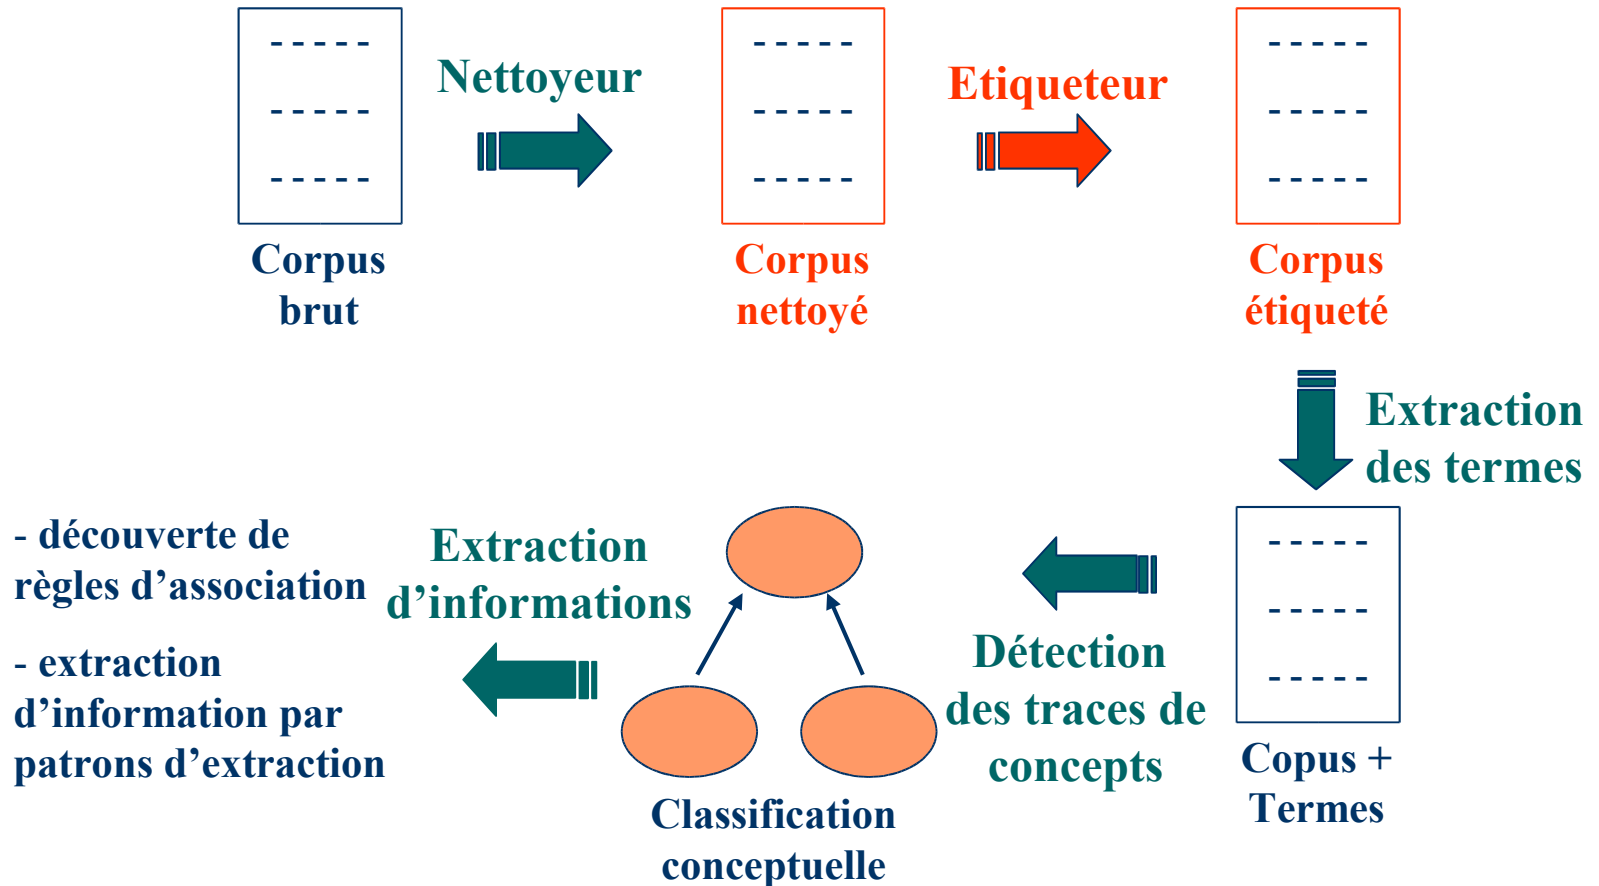 Nettoyeur
Etiqueteur
Corpus
brut
Corpus
nettoyé
Corpus
étiqueté
Extraction
des termes
Copus +
Termes
Détection
des traces de
concepts
Classification
conceptuelle
Extraction
d’informations
- découverte de
règles d’association
- extraction
d’information par
patrons d’extraction